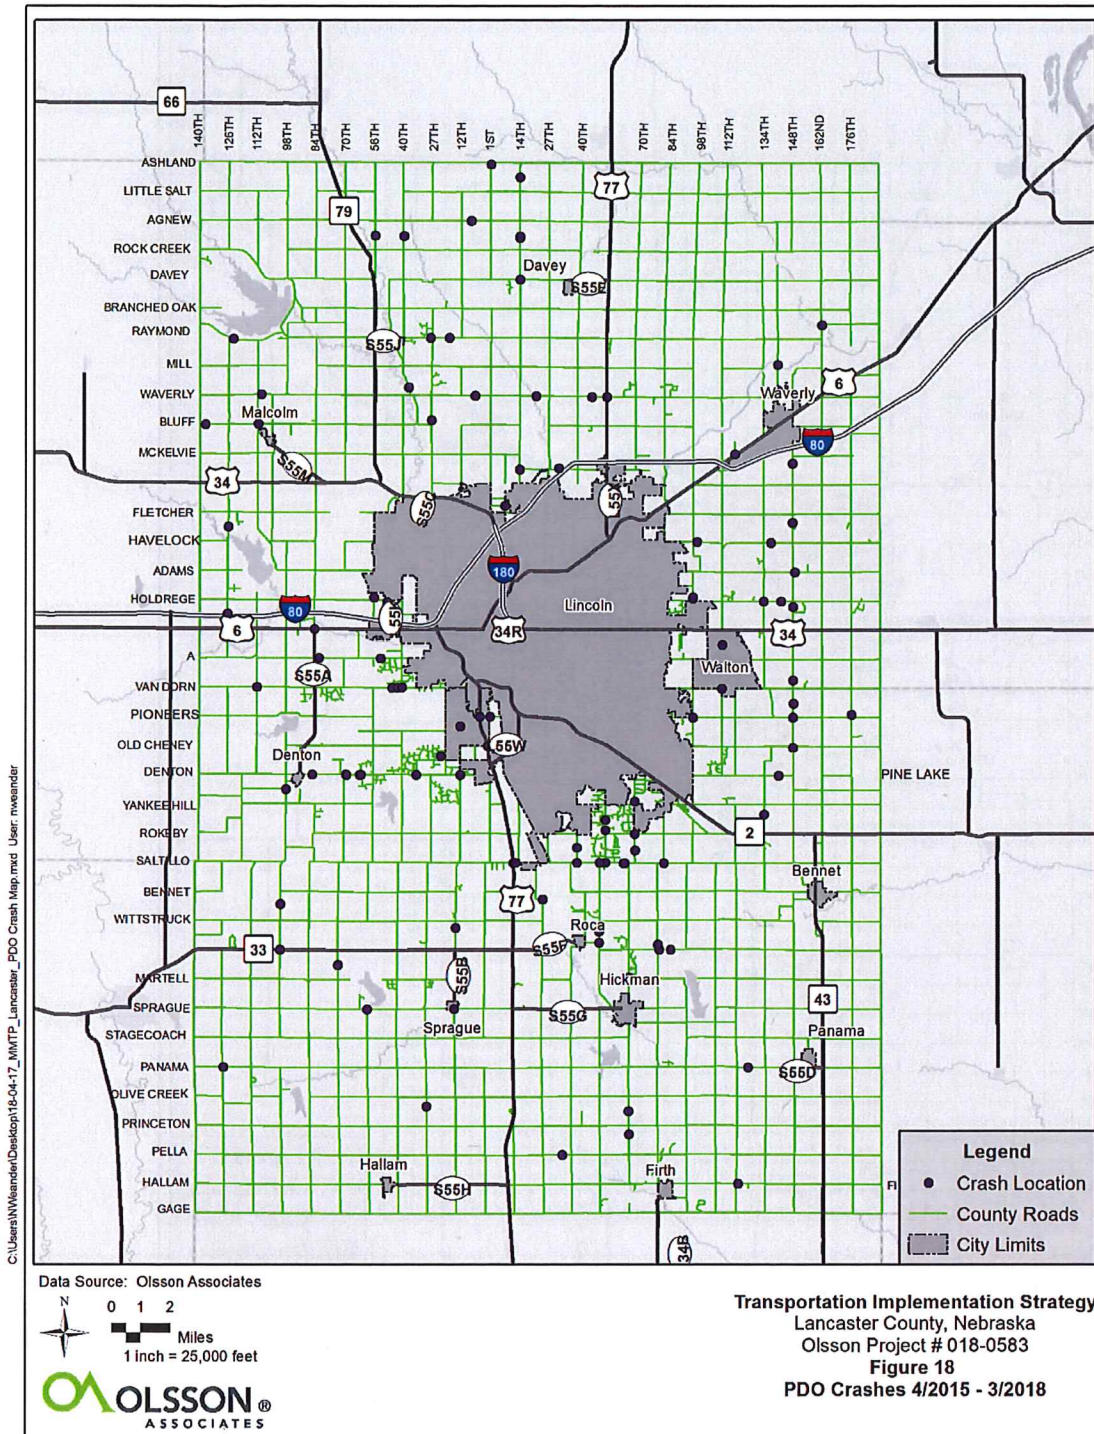 66
140TH
126TH
112TH
98TH
84TH
70TH
56TH
40TH
27TH
12TH
1ST
14TH
27TH
40TH
70TH
84TH
98TH
112TH
134TH
148TH
162ND
176TH
ASHLAND
LITTLE SALT
77
AGNEW
79
ROCK CREEK
Davey
DAVEY
S55E
BRANCHED OAK
RAYMOND
S55J
MILL
6
WAVERLY
Waverly
Malcolm
BLUFF
80
MCKELVIE
S55M
34
55X
S55C
FLETCHER
HAVELOCK
ADAMS
180
HOLDREGE
80
Lincoln
55K
6
34R
34
A
Walton
S55A
VAN DORN
PIONEERS
OLD CHENEY
L55W
Denton
DENTON
PINE LAKE
YANKEE HILL
ROKEBY
2
SALTILLO
Bennet
BENNET
77
WITTSTRUCK
Roca
33
S55F
MARTELL
S55B
Hickman
SPRAGUE
43
Sprague
S55G
STAGECOACH
Panama
PANAMA
S55D
OLIVE CREEK
PRINCETON
PELLA
Hallam
Firth
HALLAM
S55H
FI
GAGE
34B
Legend
Crash Location
County Roads
City Limits
C:\Users\NWeander\Desktop\18-04-17_MMTP_Lancaster_PDO Crash Map.mxd User: nweander
Data Source: Olsson Associates
N
0 1 2
Miles
1 inch = 25,000 feet
OLSSON ®
ASSOCIATES
Transportation Implementation Strategy
Lancaster County, Nebraska
Olsson Project # 018-0583
Figure 18
PDO Crashes 4/2015 - 3/2018